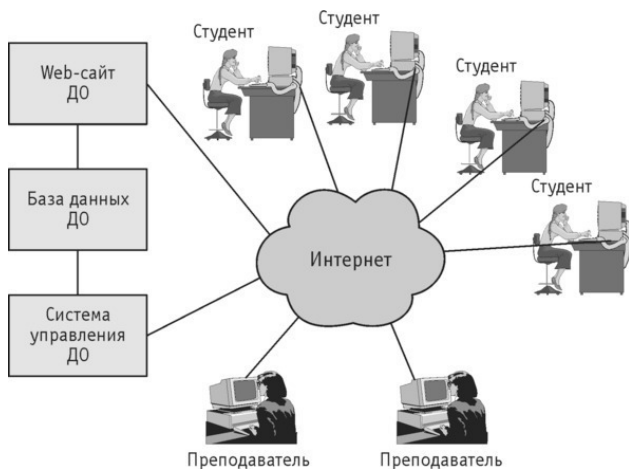 Студент
Студент
Студент
Студент
Web-сайт
ДО
База данных
ДО
Система
управления
ДО
Интернет
Преподаватель
Преподаватель